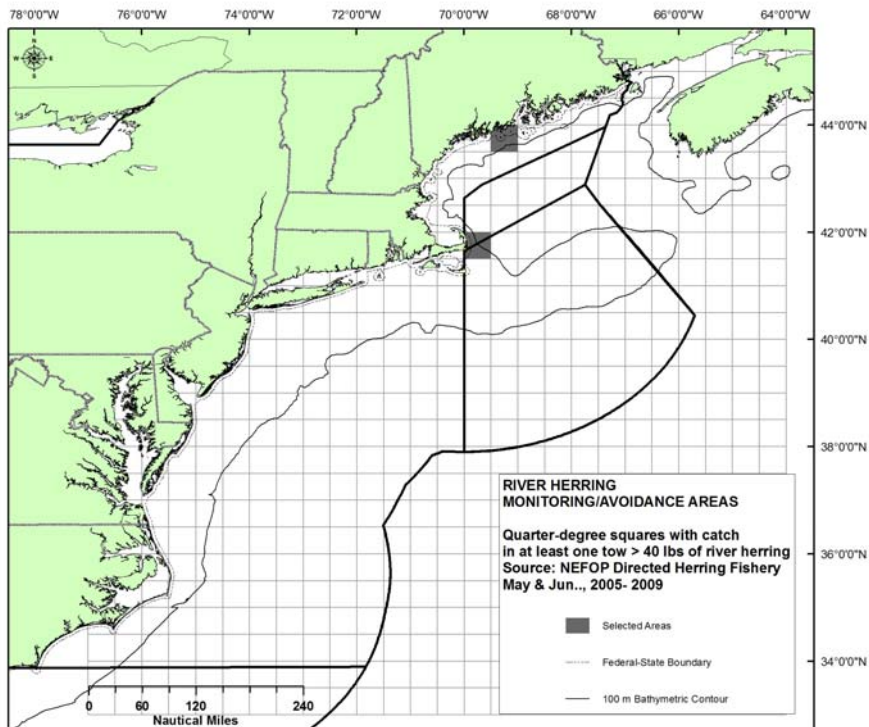 78°0'0"W 76°0'0"W 74°0'0"W 72°0'0"W 70°0'0"W 68°0'0"W 66°0'0"W 64°0'0"W
N
W E
S
44°0'0"N
42°0'0"N
40°0'0"N
38°0'0"N
36°0'0"N
34°0'0"N
RIVER HERRING
MONITORING/AVOIDANCE AREAS
Quarter-degree squares with catch
in at least one tow > 40 lbs of river herring
Source: NEFOP Directed Herring Fishery
May & Jun.., 2005- 2009
Selected Areas
Federal-State Boundary
100 m Bathymetric Contour
0 60 120 240
Nautical Miles